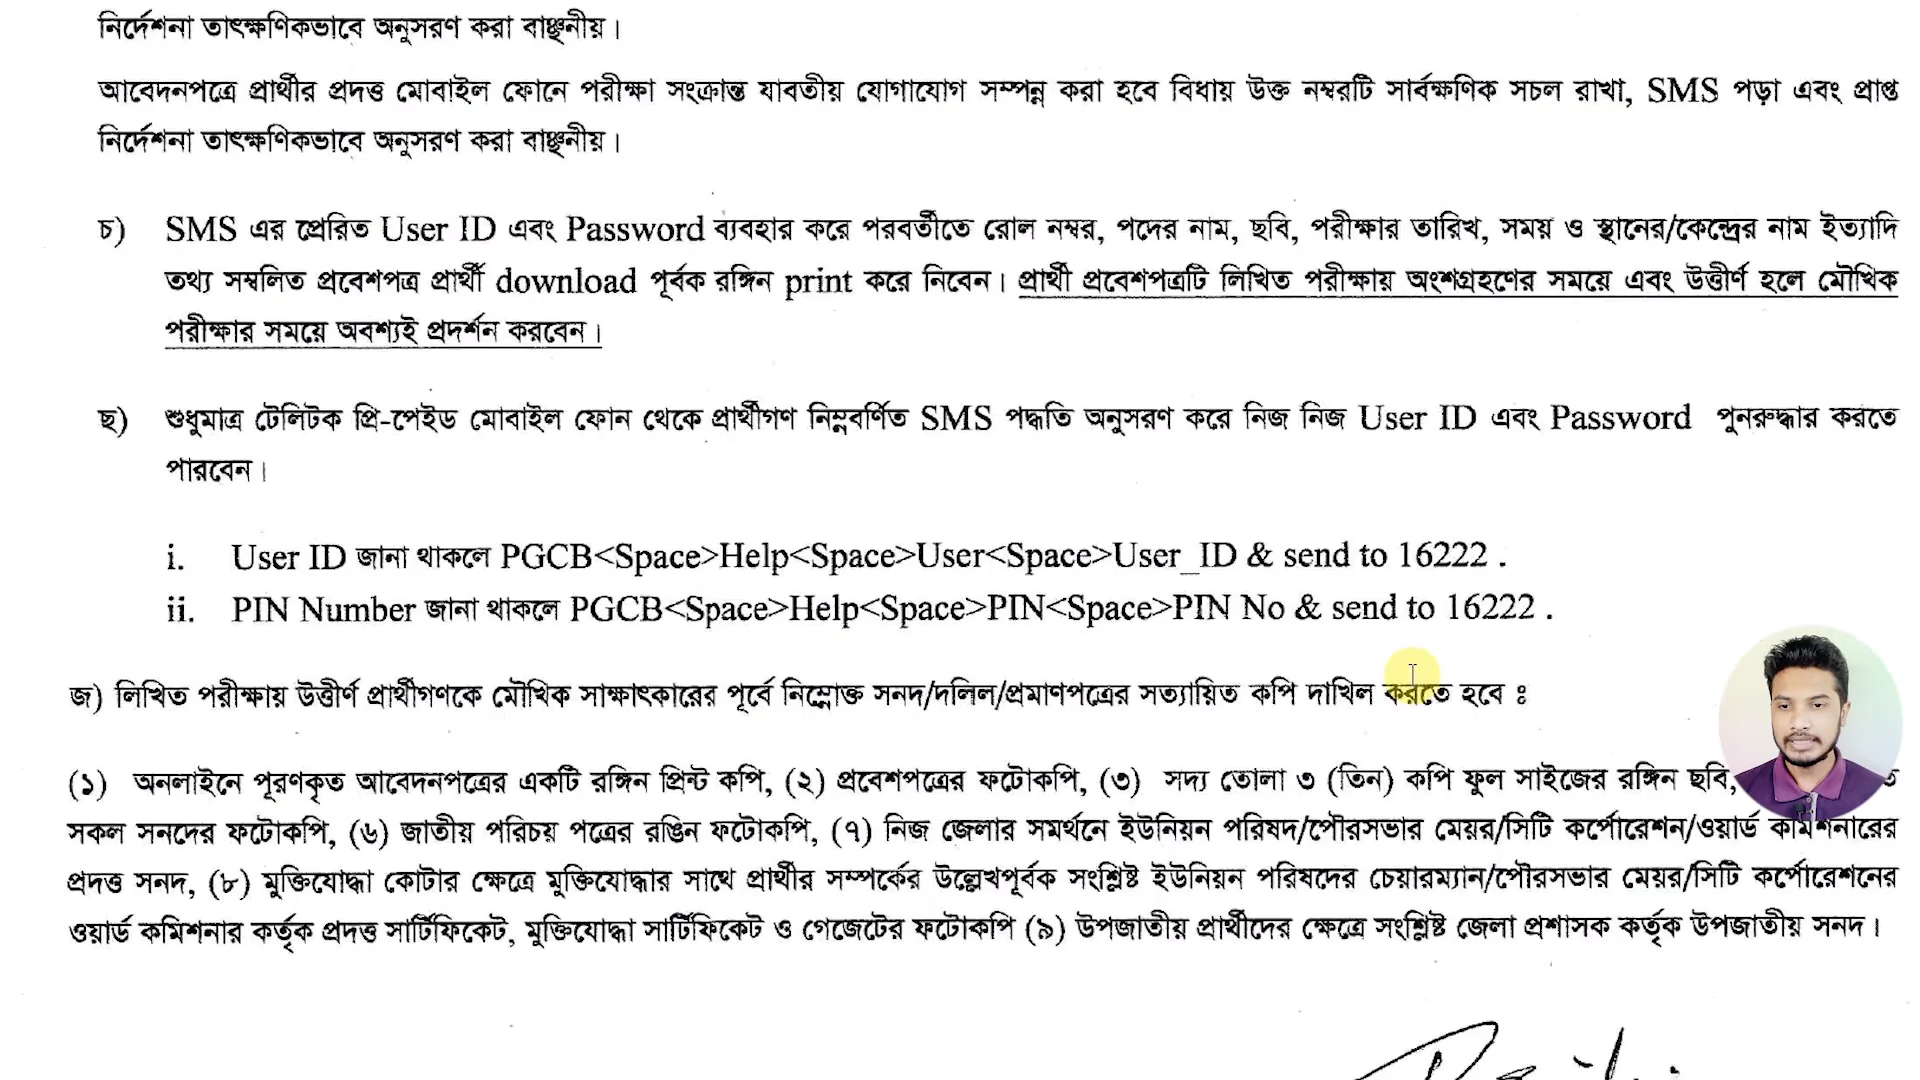 নির্দেশনা তাৎক্ষণিকভাবে অনুসরণ করা বাঞ্ছনীয়।
আবেদনপত্রে প্রার্থীর প্রদত্ত মোবাইল ফোনে পরীক্ষা সংক্রান্ত যাবতীয় যোগাযোগ সম্পন্ন করা হবে বিধায় উক্ত নম্বরটি সার্বক্ষণিক সচল রাখা, SMS পড়া এবং প্রাপ্ত
নির্দেশনা তাৎক্ষণিকভাবে অনুসরণ করা বাঞ্ছনীয়।
চ) SMS এর প্রেরিত User ID এবং Password ব্যবহার করে পরবর্তীতে রোল নম্বর, পদের নাম, ছবি, পরীক্ষার তারিখ, সময় ও স্থানের/কেন্দ্রের নাম ইত্যাদি
তথ্য সম্বলিত প্রবেশপত্র প্রার্থী download পূর্বক রঙ্গিন print করে নিবেন। প্রার্থী প্রবেশপত্রটি লিখিত পরীক্ষায় অংশগ্রহণের সময়ে এবং উত্তীর্ণ হলে মৌখিক
পরীক্ষার সময়ে অবশ্যই প্রদর্শন করবেন।
ছ) শুধুমাত্র টেলিটক প্রি-পেইড মোবাইল ফোন থেকে প্রার্থীগণ নিম্নবর্ণিত SMS পদ্ধতি অনুসরণ করে নিজ নিজ User ID এবং Password পুনরুদ্ধার করতে
পারবেন।
i. User ID জানা থাকলে PGCB<Space>Help<Space>User<Space>User_ID & send to 16222 .
ii. PIN Number জানা থাকলে PGCB<Space>Help<Space>PIN<Space>PIN No & send to 16222 .
জ) লিখিত পরীক্ষায় উত্তীর্ণ প্রার্থীগণকে মৌখিক সাক্ষাৎকারের পূর্বে নিম্নোক্ত সনদ/দলিল/প্রমাণপত্রের সত্যায়িত কপি দাখিল করতে হবে ঃ
(১) অনলাইনে পূরণকৃত আবেদনপত্রের একটি রঙ্গিন প্রিন্ট কপি, (২) প্রবেশপত্রের ফটোকপি, (৩) সদ্য তোলা ৩ (তিন) কপি ফুল সাইজের রঙ্গিন ছবি,
সকল সনদের ফটোকপি, (৬) জাতীয় পরিচয় পত্রের রঙিন ফটোকপি, (৭) নিজ জেলার সমর্থনে ইউনিয়ন পরিষদ/পৌরসভার মেয়র/সিটি কর্পোরেশন/ওয়ার্ড কমিশনারের
প্রদত্ত সনদ, (৮) মুক্তিযোদ্ধা কোটার ক্ষেত্রে মুক্তিযোদ্ধার সাথে প্রার্থীর সম্পর্কের উল্লেখপূর্বক সংশ্লিষ্ট ইউনিয়ন পরিষদের চেয়ারম্যান/পৌরসভার মেয়র/সিটি কর্পোরেশনের
ওয়ার্ড কমিশনার কর্তৃক প্রদত্ত সার্টিফিকেট, মুক্তিযোদ্ধা সার্টিফিকেট ও গেজেটের ফটোকপি (৯) উপজাতীয় প্রার্থীদের ক্ষেত্রে সংশ্লিষ্ট জেলা প্রশাসক কর্তৃক উপজাতীয় সনদ।